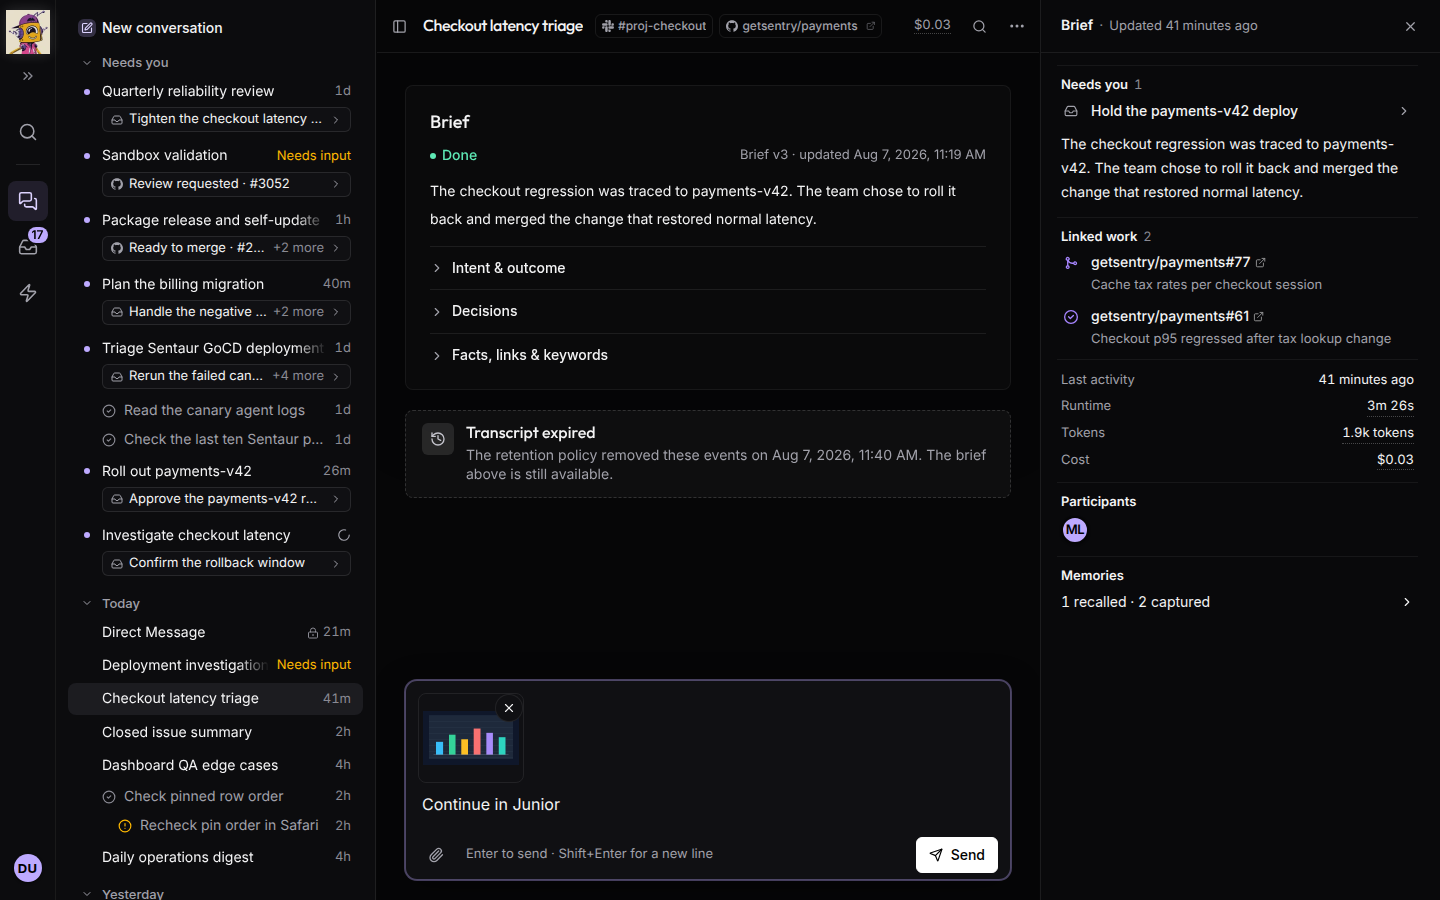 New conversation
Needs you
Quarterly reliability review 1d
Tighten the checkout latency ...
Sandbox validation Needs input
Review requested · #3052
Package release and self-update 1h
Ready to merge · #2... +2 more
17
Plan the billing migration 40m
Handle the negative ... +2 more
Triage Sentaur GoCD deployment 1d
Rerun the failed can... +4 more
Read the canary agent logs 1d
Check the last ten Sentaur p... 1d
Roll out payments-v42 26m
Approve the payments-v42 r...
Investigate checkout latency
Confirm the rollback window
Today
Direct Message 21m
Deployment investigation Needs input
Checkout latency triage 41m
Closed issue summary 2h
Dashboard QA edge cases 4h
Check pinned row order 2h
Recheck pin order in Safari 2h
Daily operations digest 4h
Yesterday
DU
Checkout latency triage #proj-checkout getsentry/payments $0.03
Brief
Done Brief v3 · updated Aug 7, 2026, 11:19 AM
The checkout regression was traced to payments-v42. The team chose to roll it
back and merged the change that restored normal latency.
Intent & outcome
Decisions
Facts, links & keywords
Transcript expired
The retention policy removed these events on Aug 7, 2026, 11:40 AM. The brief
above is still available.
Continue in Junior
Enter to send · Shift+Enter for a new line
Send
Brief · Updated 41 minutes ago
Needs you 1
Hold the payments-v42 deploy
The checkout regression was traced to payments-
v42. The team chose to roll it back and merged the
change that restored normal latency.
Linked work 2
getsentry/payments#77
Cache tax rates per checkout session
getsentry/payments#61
Checkout p95 regressed after tax lookup change
Last activity 41 minutes ago
Runtime 3m 26s
Tokens 1.9k tokens
Cost $0.03
Participants
ML
Memories
1 recalled · 2 captured